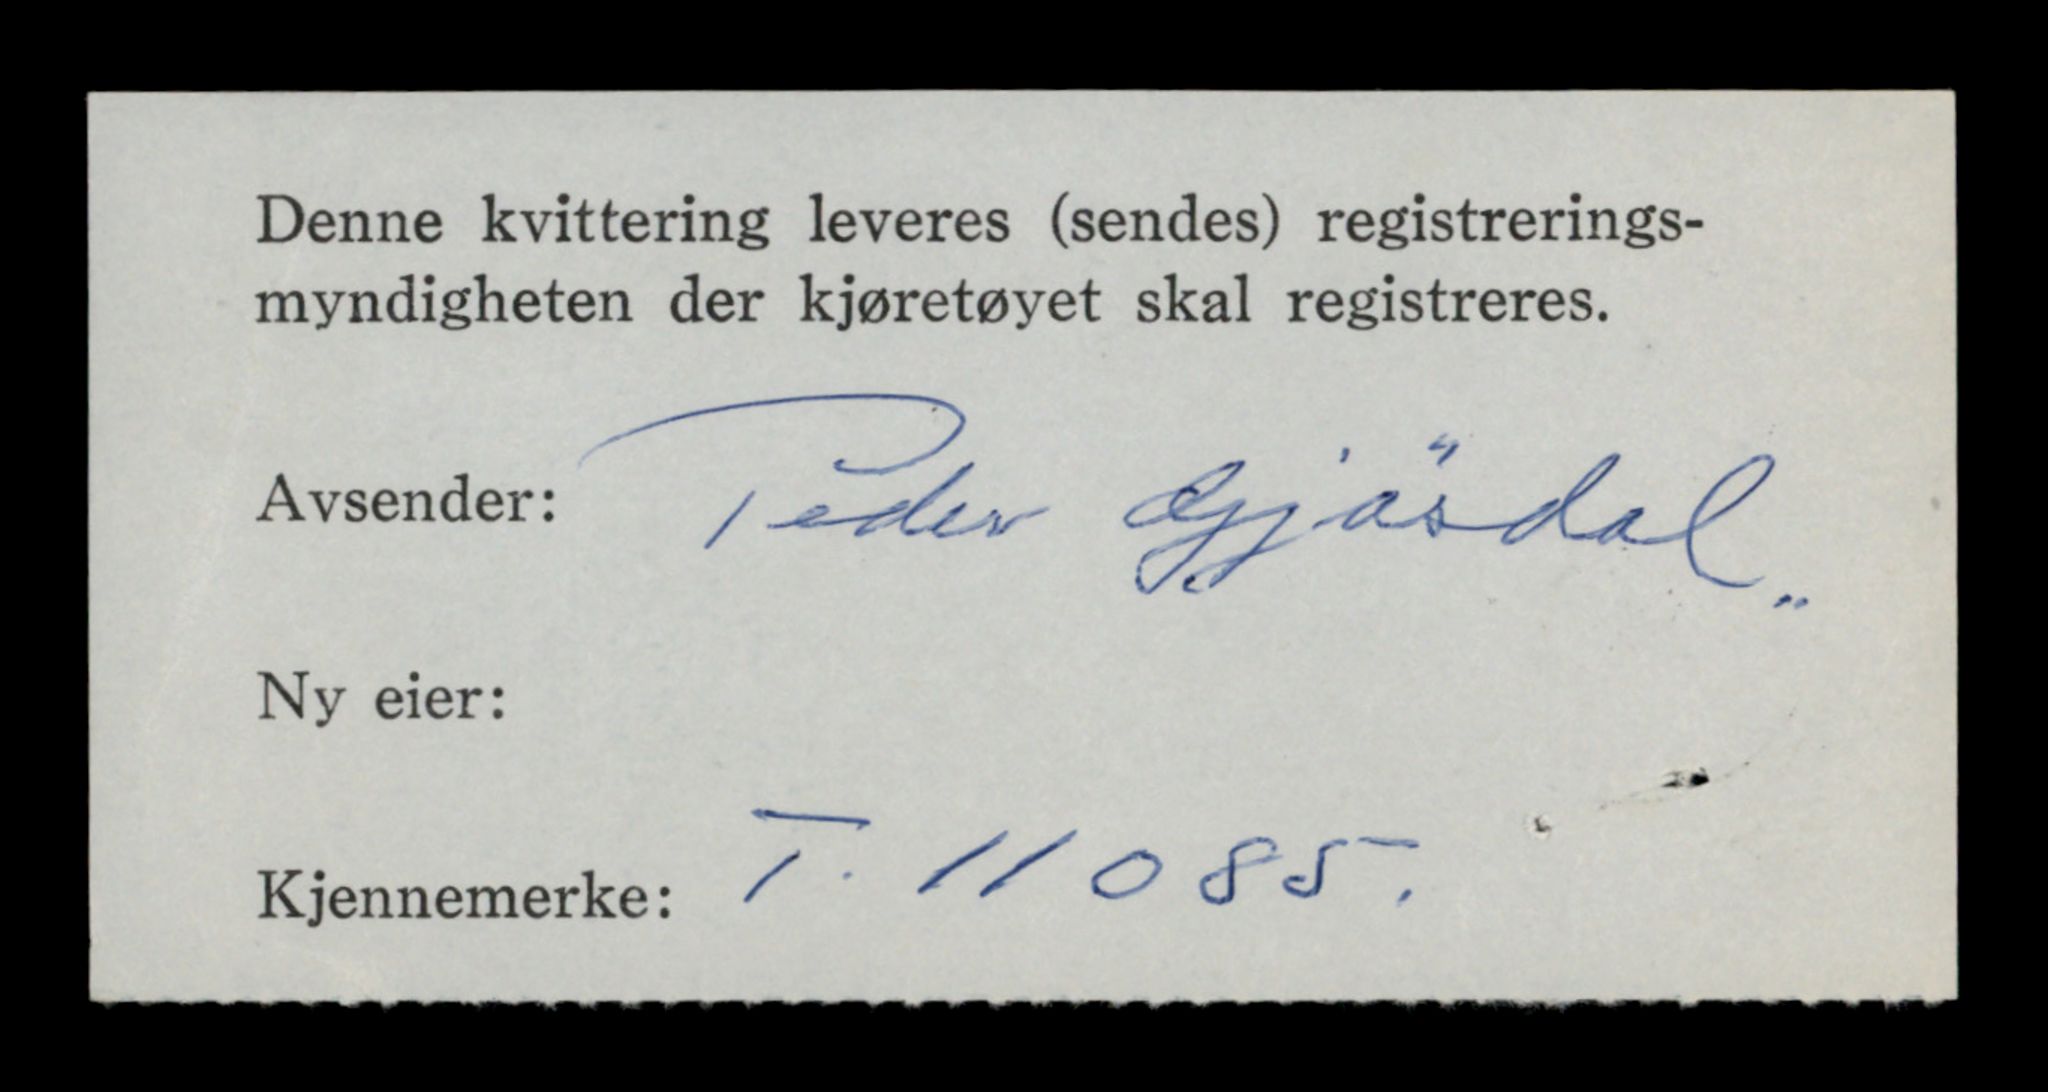 Denne kvittering leveres (sendes) registrerings-
myndigheten der kjøretøyet skal registreres.
Avsender: Peder Gjäsdal
Ny eier:
Kjennemerke: T. 11085.